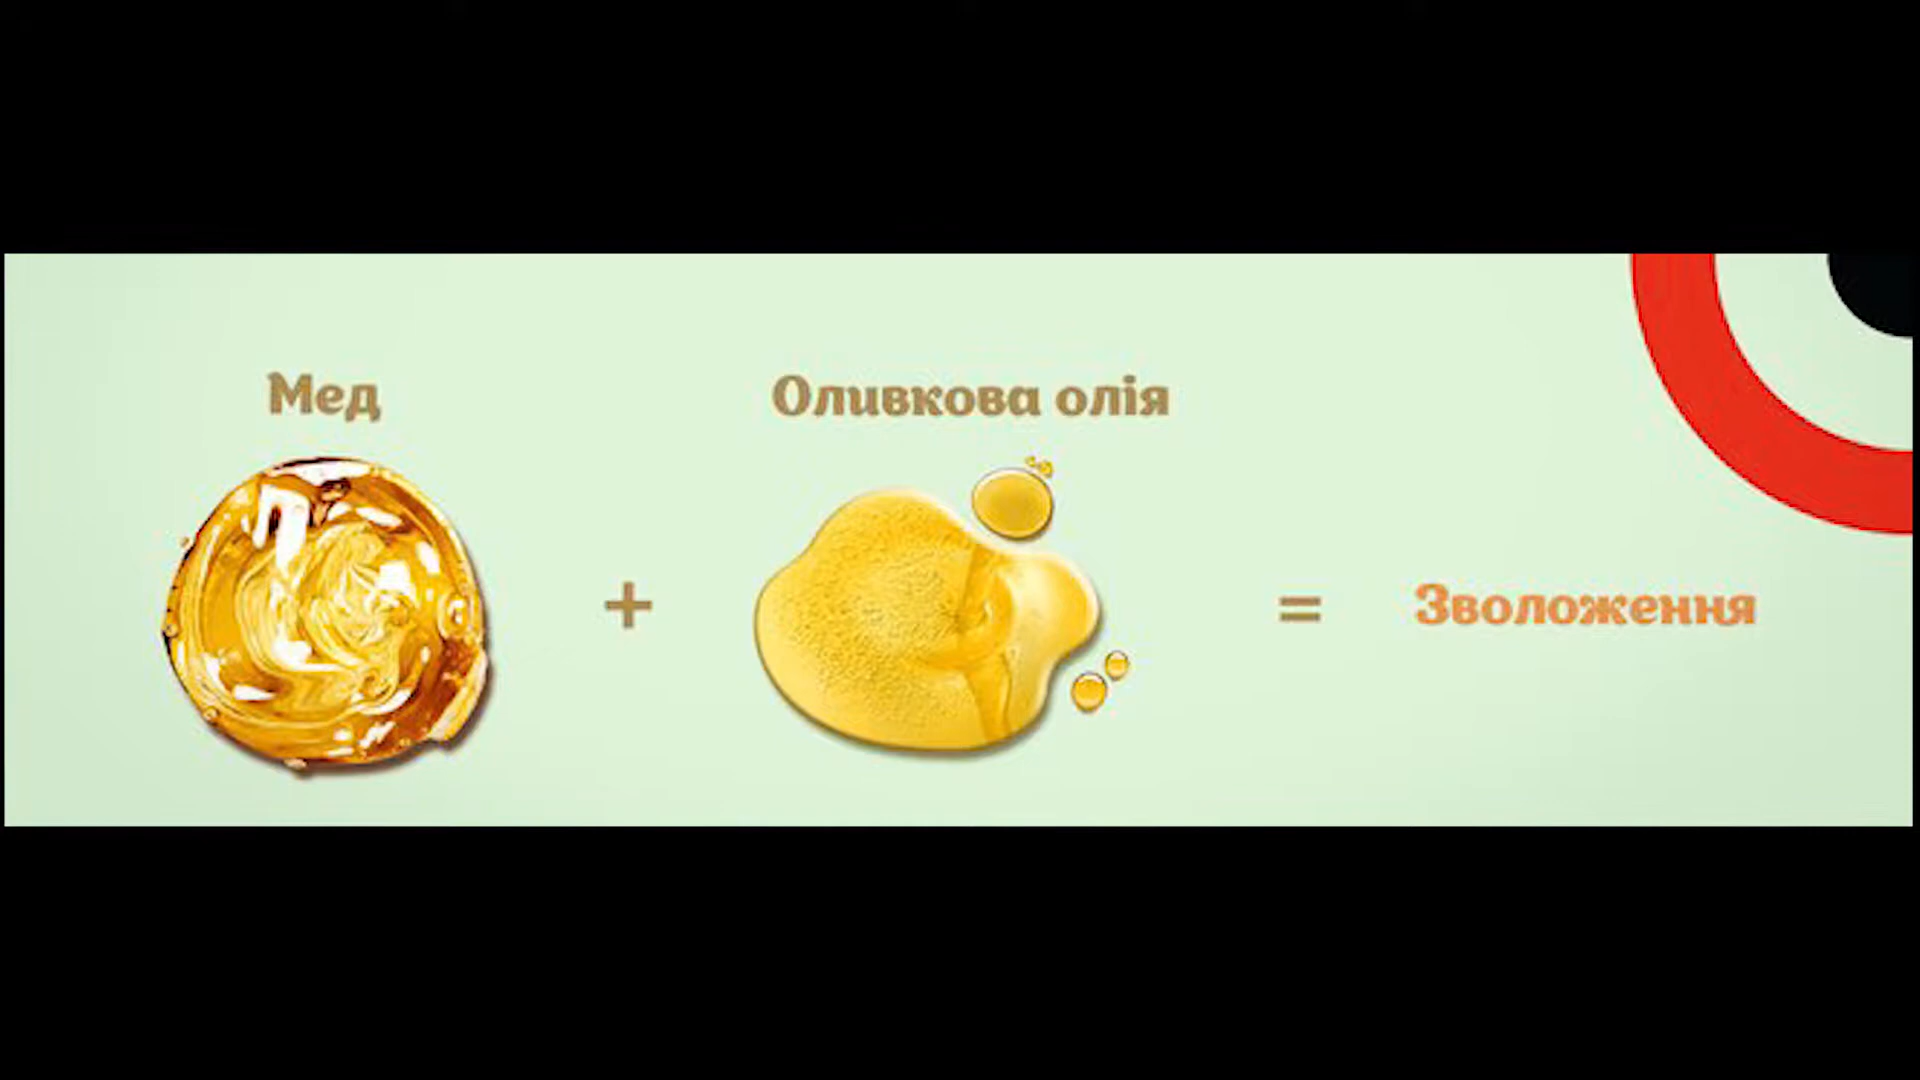 Мед
Оливкова олія
+
=
Зволоження